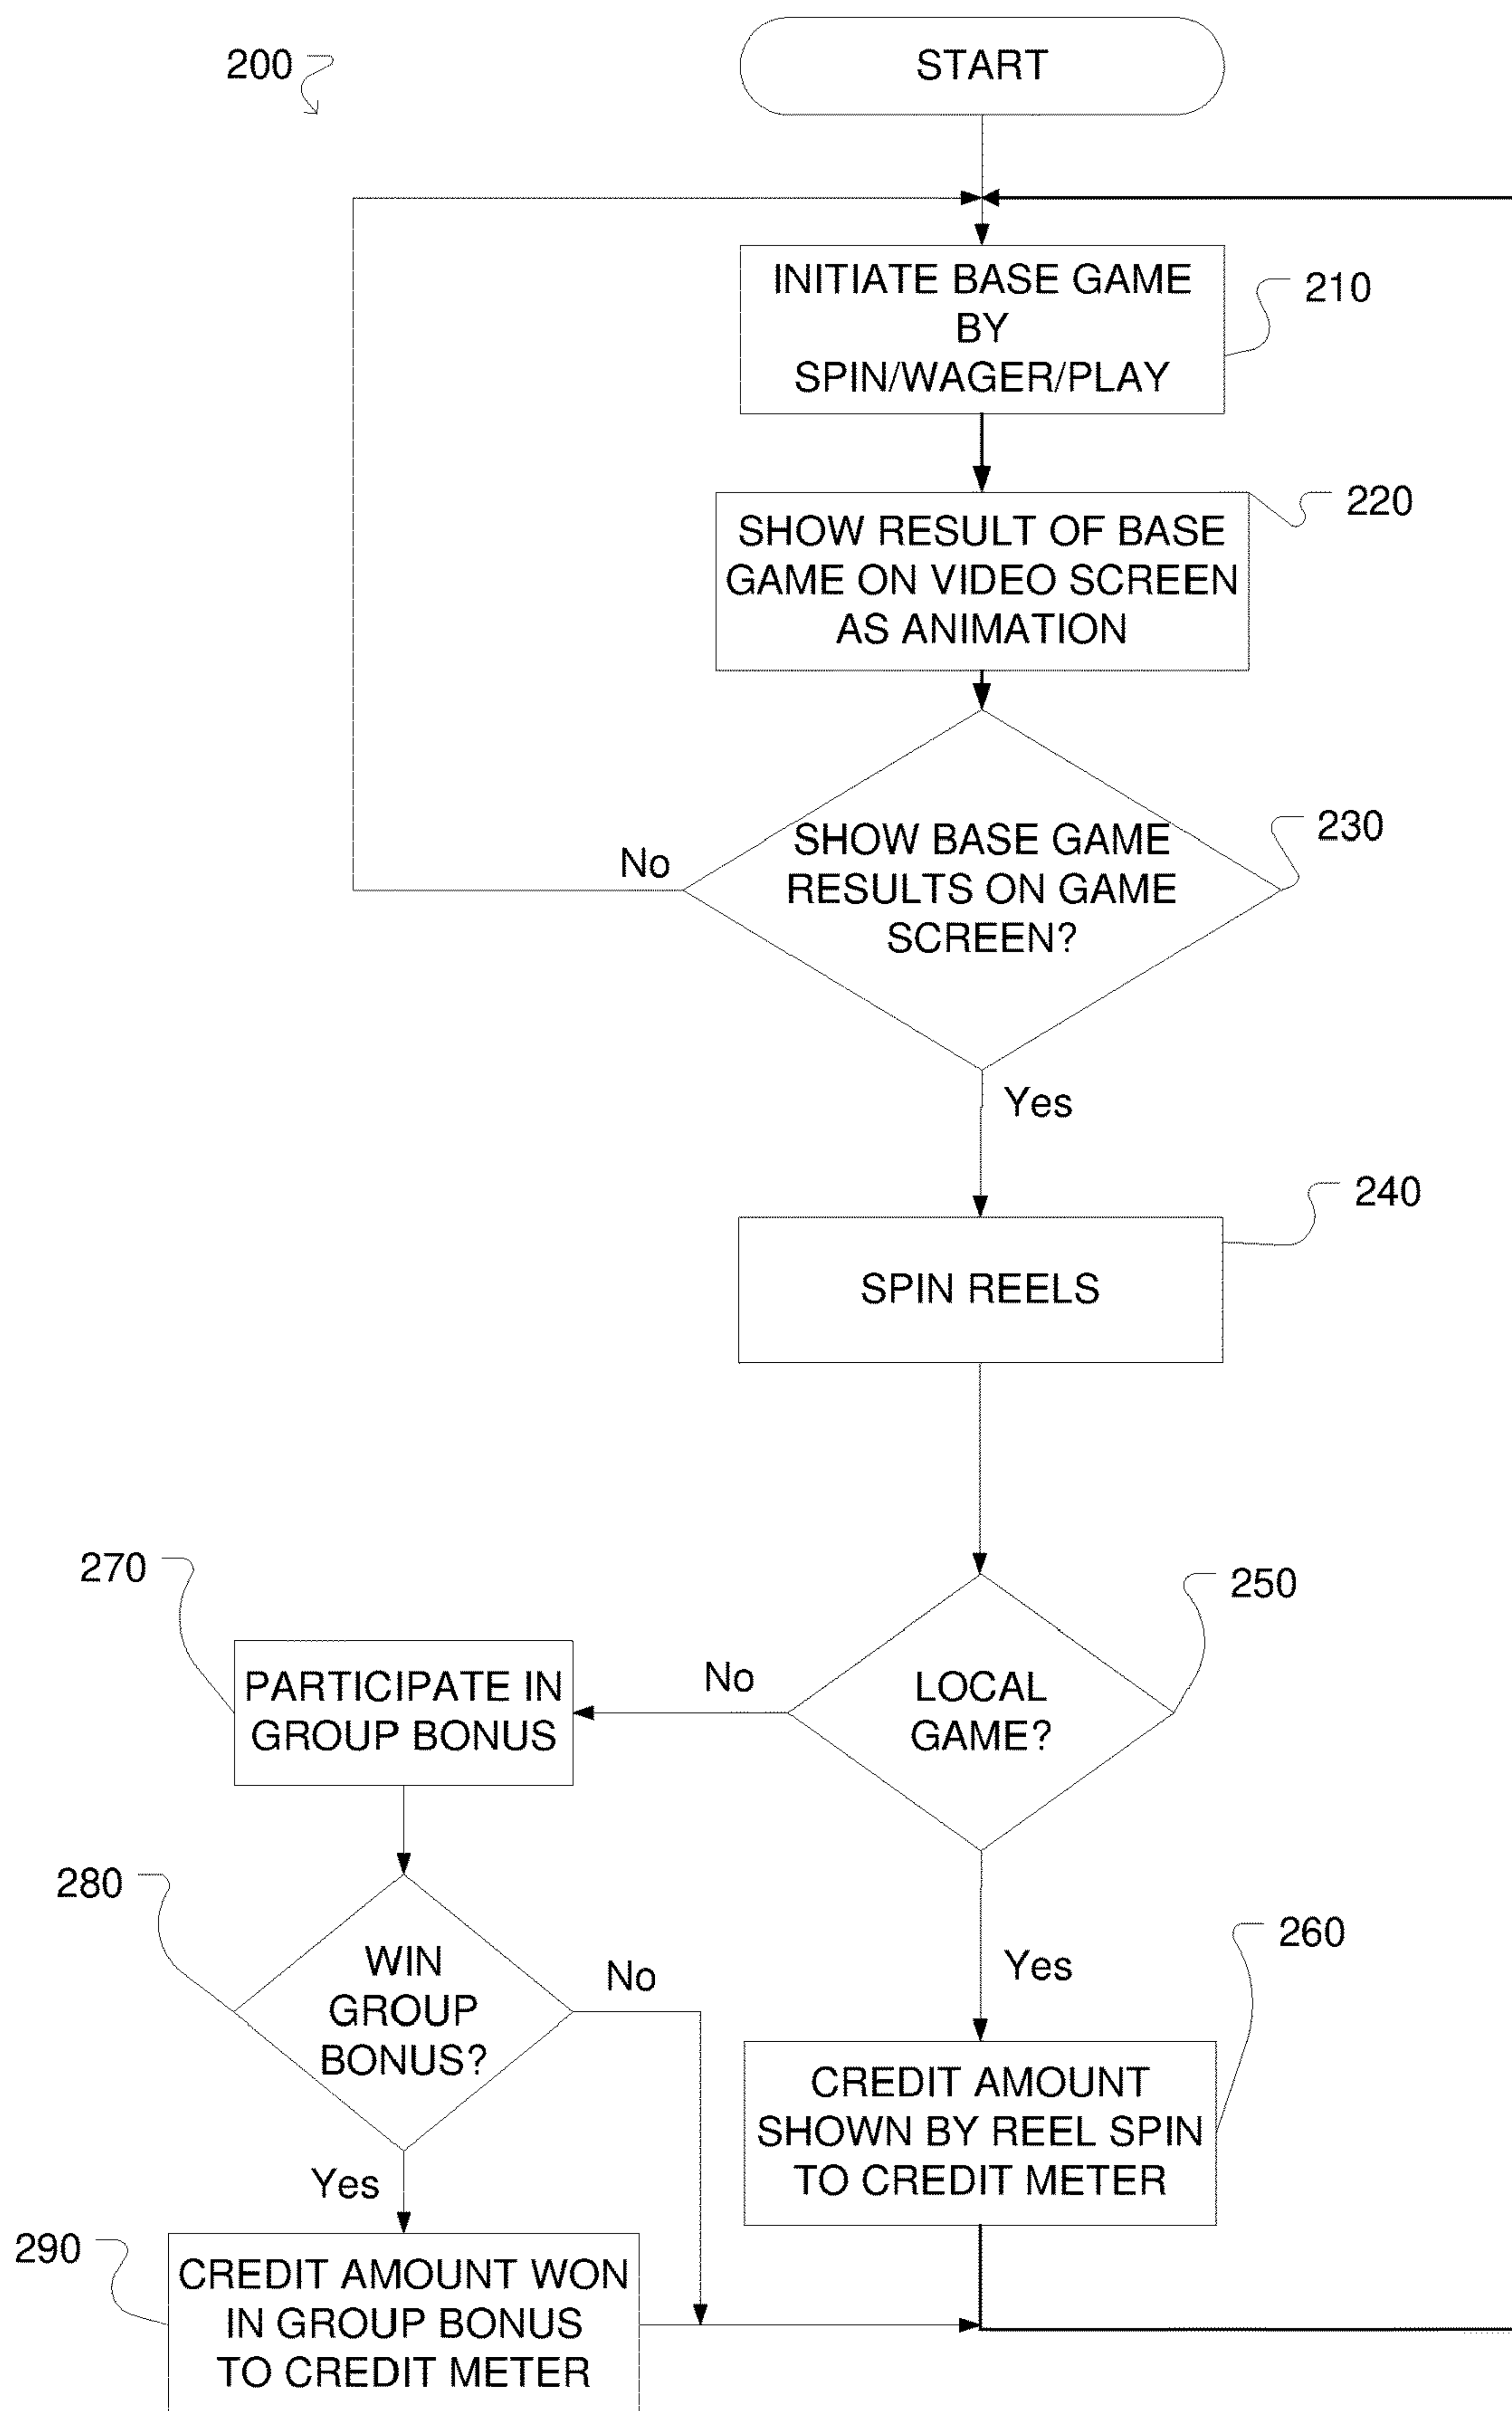 200
START
INITIATE BASE GAME
BY
SPIN/WAGER/PLAY
210
SHOW RESULT OF BASE
GAME ON VIDEO SCREEN
AS ANIMATION
220
SHOW BASE GAME
RESULTS ON GAME
SCREEN?
230
No
Yes
SPIN REELS
240
LOCAL
GAME?
250
No
Yes
270
PARTICIPATE IN
GROUP BONUS
280
WIN
GROUP
BONUS?
No
Yes
CREDIT AMOUNT
SHOWN BY REEL SPIN
TO CREDIT METER
260
290
CREDIT AMOUNT WON
IN GROUP BONUS
TO CREDIT METER